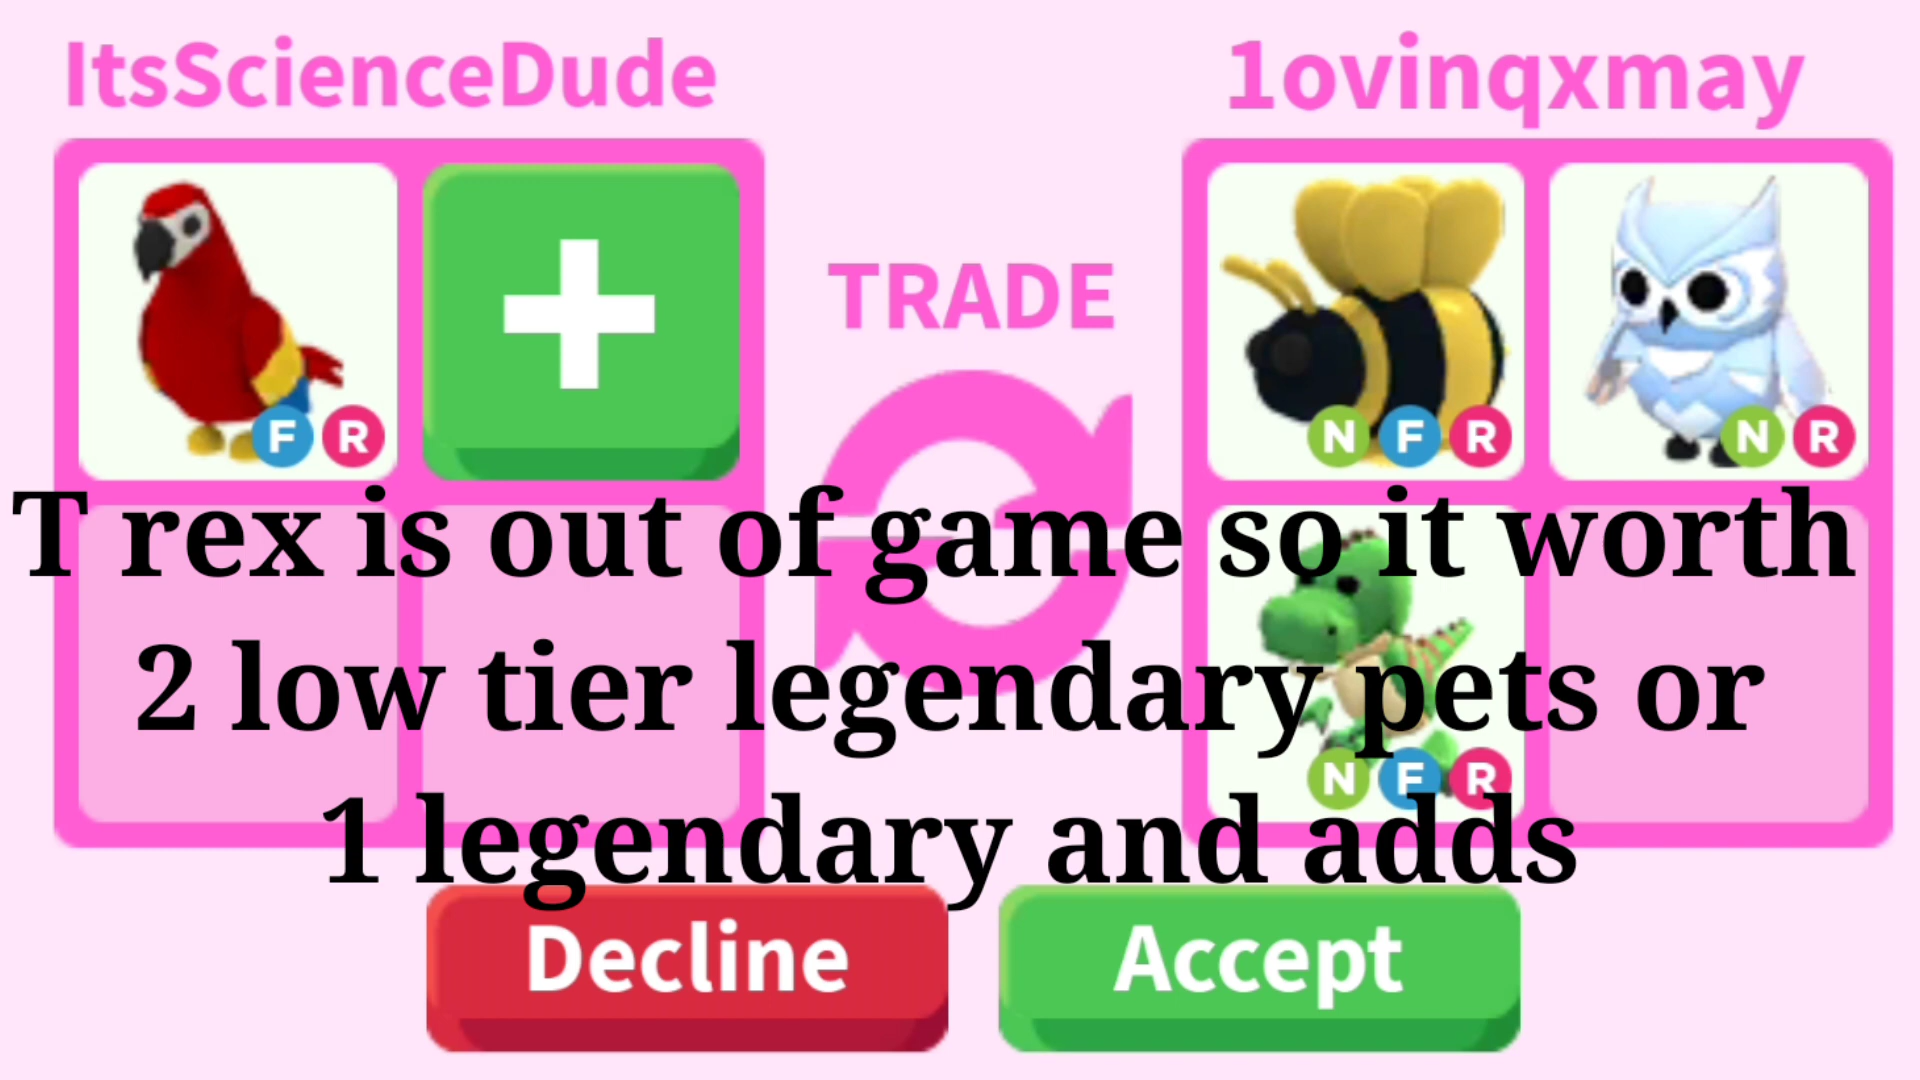 ItsScienceDude
1ovinqxmay
TRADE
F R
N F R
N R
T rex is out of game so it worth
2 low tier legendary pets or
N F R
1 legendary and adds
Decline
Accept